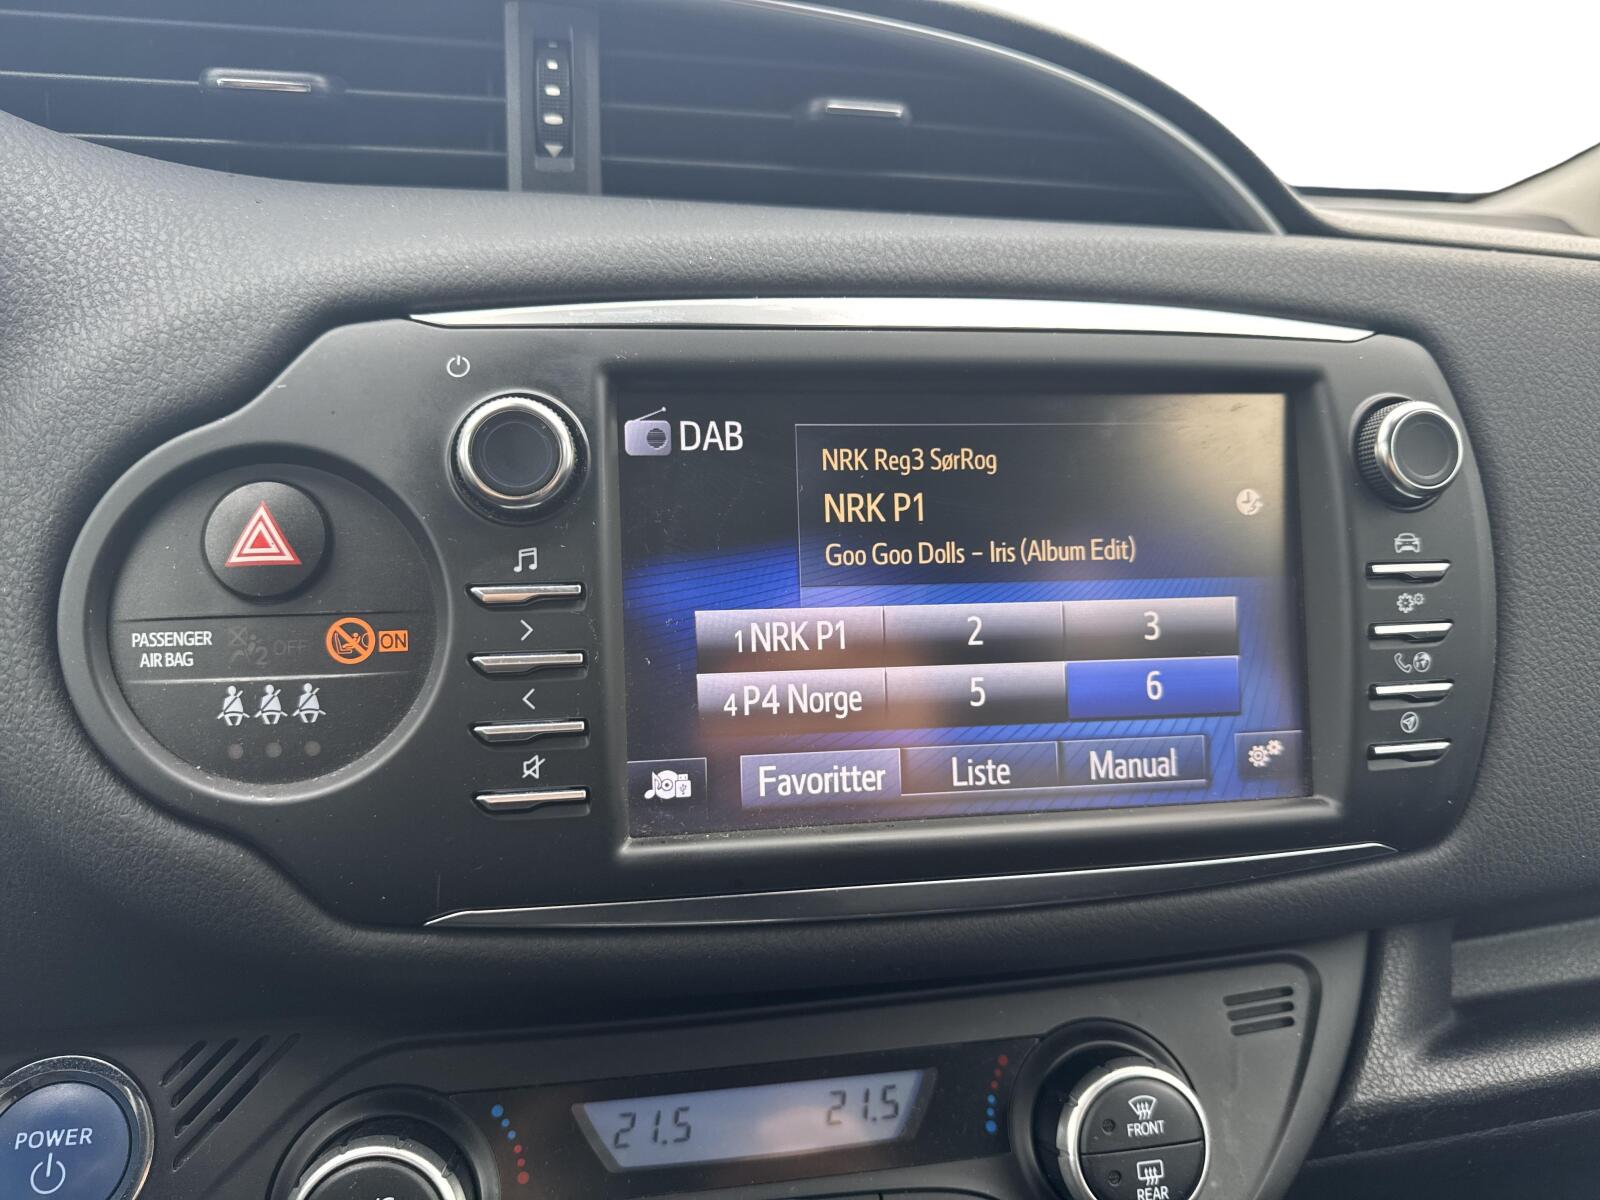 DAB
NRK Reg3 SørRog
NRK P1
Goo Goo Dolls – Iris (Album Edit)
1 NRK P1
2
3
4 P4 Norge
5
6
Favoritter
Liste
Manual
PASSENGER
AIR BAG
2 OFF
ON
POWER
21.5
21.5
FRONT
REAR